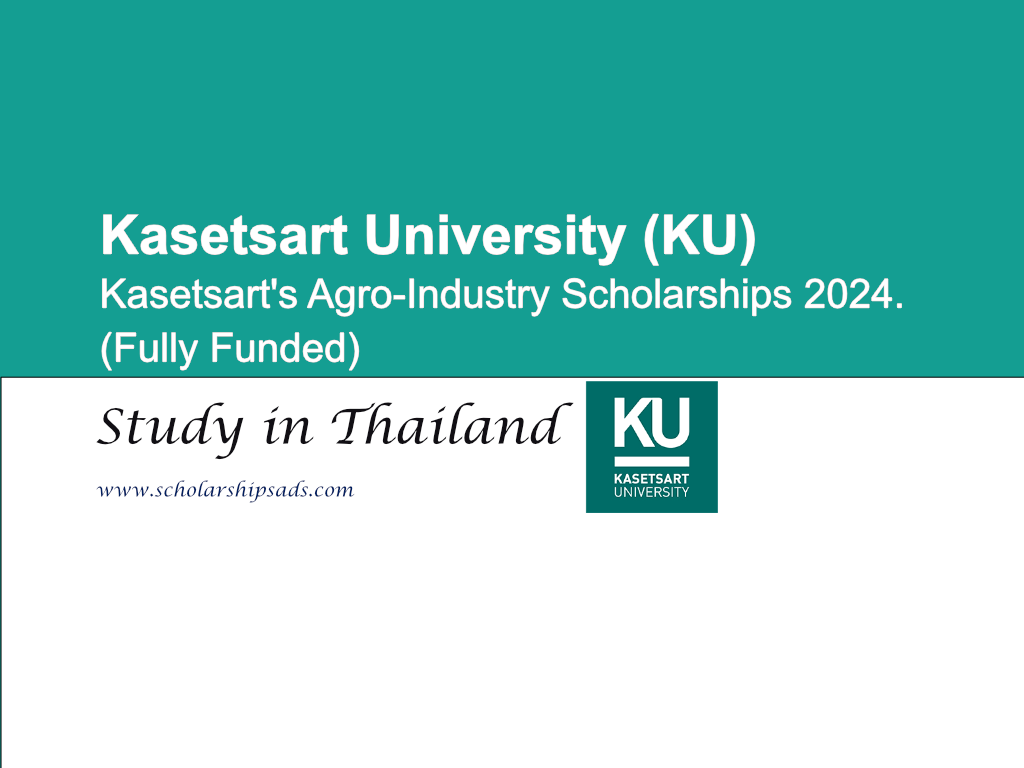 Kasetsart University (KU)
Kasetsart's Agro-Industry Scholarships 2024.
(Fully Funded)
Study in Thailand
www.scholarshipsads.com
KU
KASETSART
UNIVERSITY